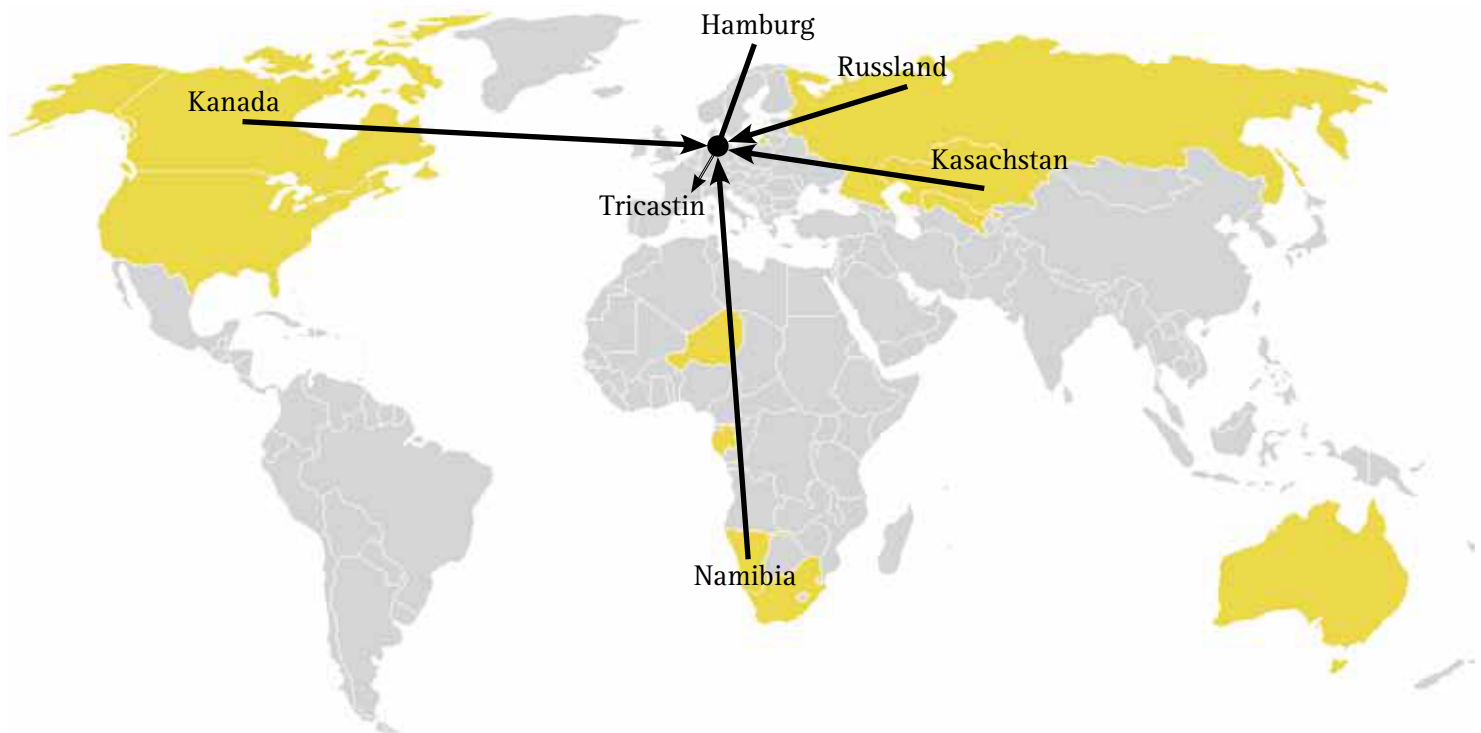 Hamburg
Russland
Kanada
Kasachstan
Tricastin
Namibia